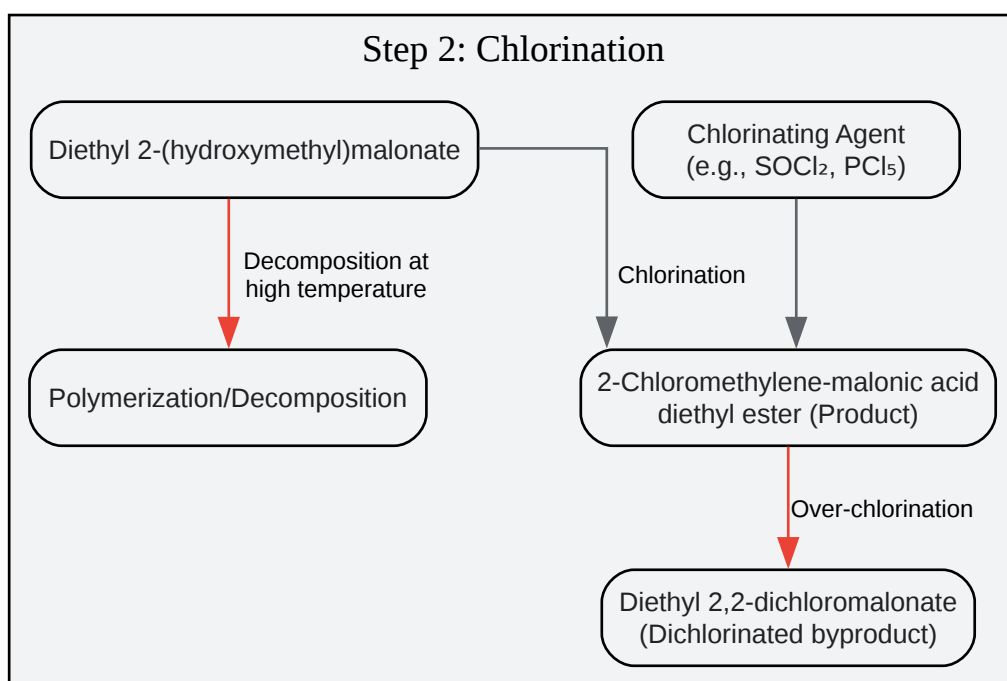 Step 2: Chlorination
Diethyl 2-(hydroxymethyl)malonate
Chlorinating Agent
(e.g., SOCl₂, PCl₅)
Decomposition at
high temperature
Chlorination
Polymerization/Decomposition
2-Chloromethylene-malonic acid
diethyl ester (Product)
Over-chlorination
Diethyl 2,2-dichloromalonate
(Dichlorinated byproduct)